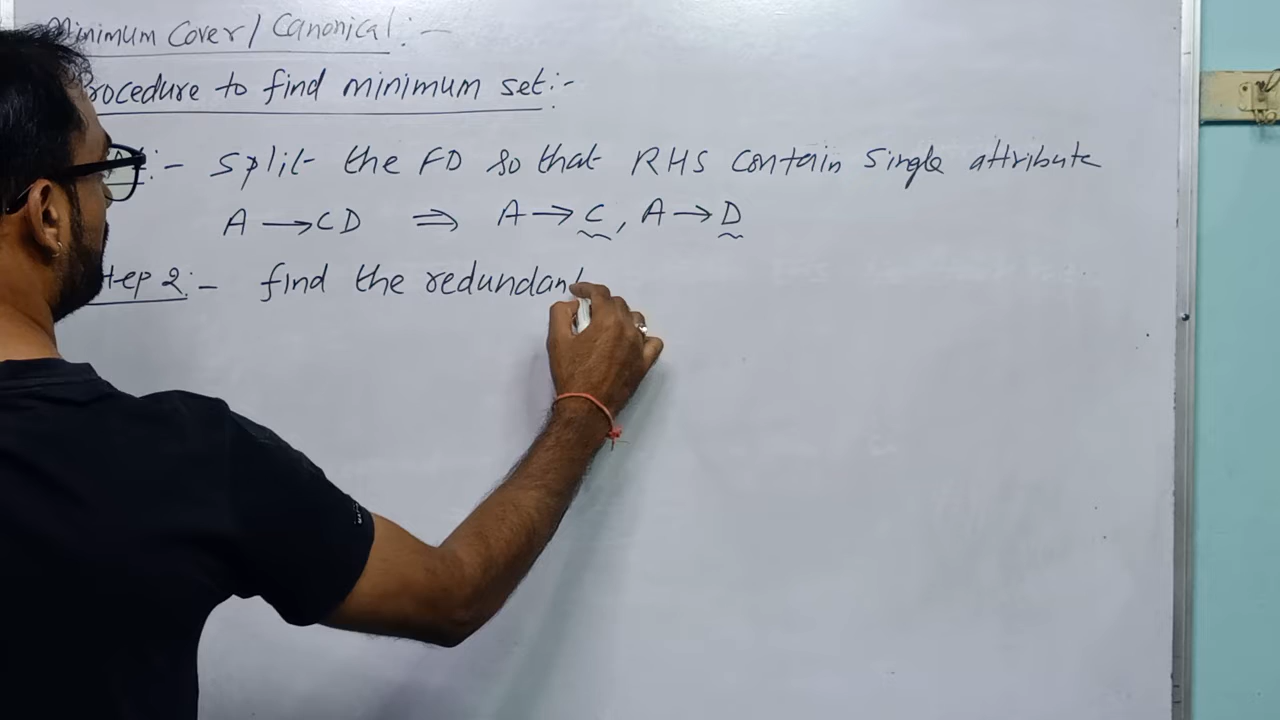 Minimum Cover / Canonical :-
Procedure to find minimum set :-
:- Split the FD so that RHS contain single attribute
A → CD ⇒ A → C, A → D
Step 2 :- find the redundant